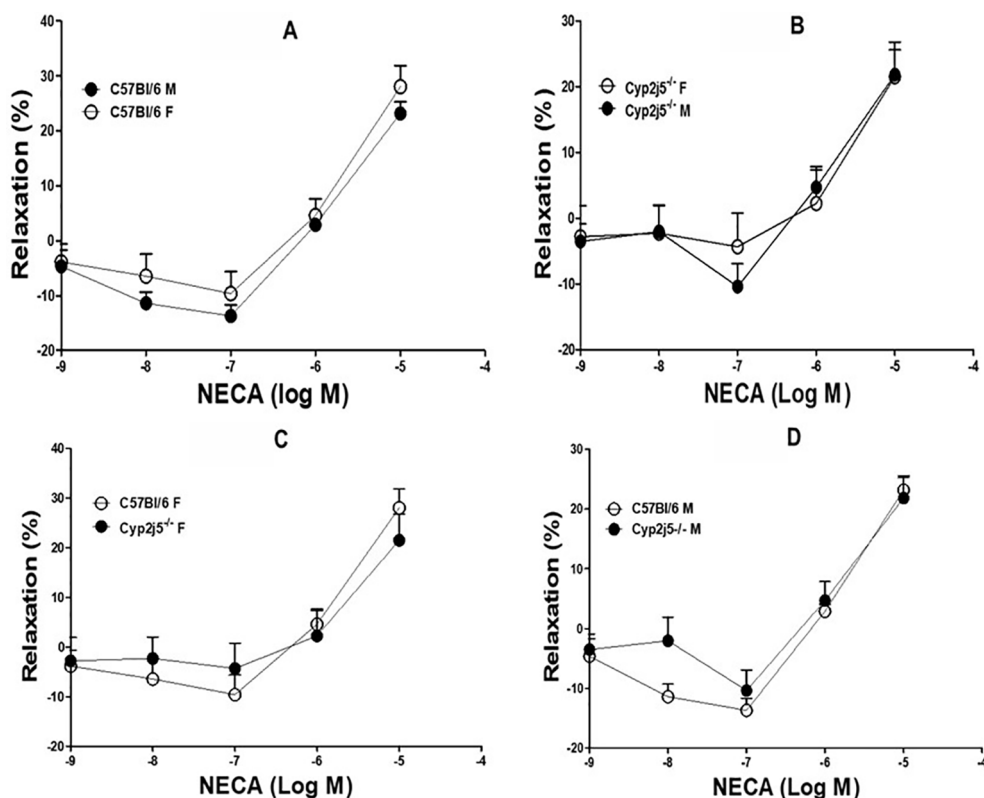 A
40
30
20
10
0
-10
-20
Relaxation (%)
C57Bl/6 M
C57Bl/6 F
-9 -8 -7 -6 -5 -4
NECA (log M)
B
30
20
10
0
-10
-20
Relaxation (%)
Cyp2j5-/- F
Cyp2j5-/- M
-9 -8 -7 -6 -5 -4
NECA (Log M)
C
40
30
20
10
0
-10
-20
Relaxation (%)
C57Bl/6 F
Cyp2j5-/- F
-9 -8 -7 -6 -5 -4
NECA (Log M)
D
30
20
10
0
-10
-20
Relaxation (%)
C57Bl/6 M
Cyp2j5-/- M
-9 -8 -7 -6 -5 -4
NECA (Log M)